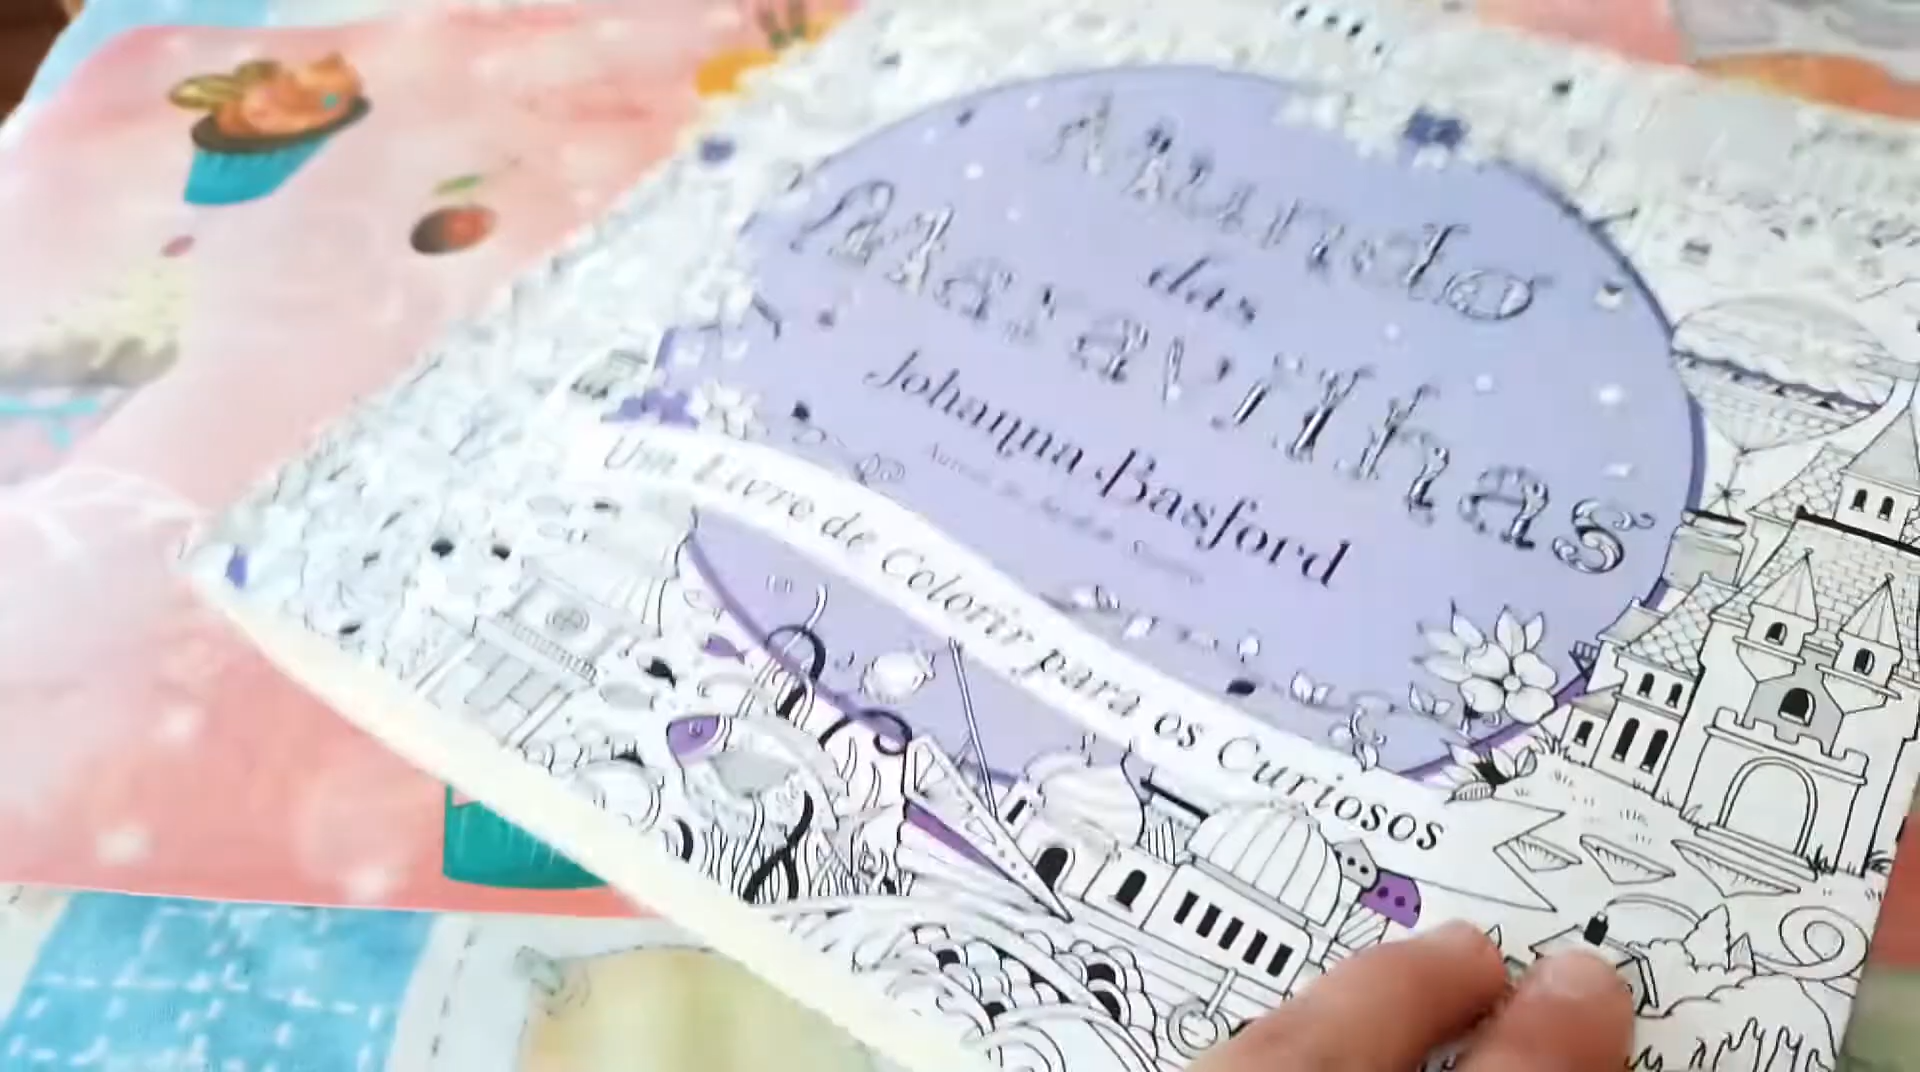 Mundo
das
Maravilhas
Johanna Basford
Um Livro de Colorir para os Curiosos